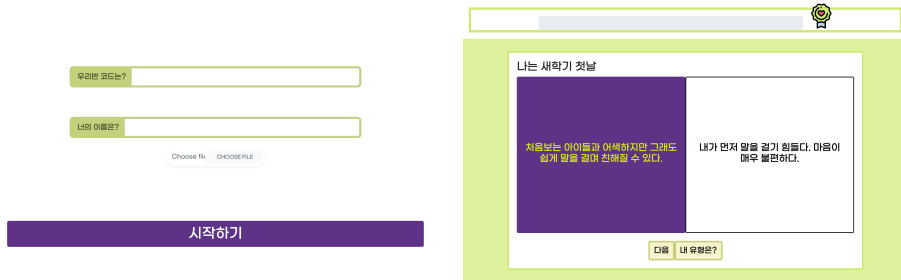 우리반 코드는?
너의 이름은?
Choose file CHOOSE FILE
시작하기
나는 새학기 첫날
처음보는 아이들과 어색하지만 그래도
쉽게 말을 걸며 친해질 수 있다.
내가 먼저 말을 걸기 힘들다. 마음이
매우 불편하다.
다음 내 유형은?